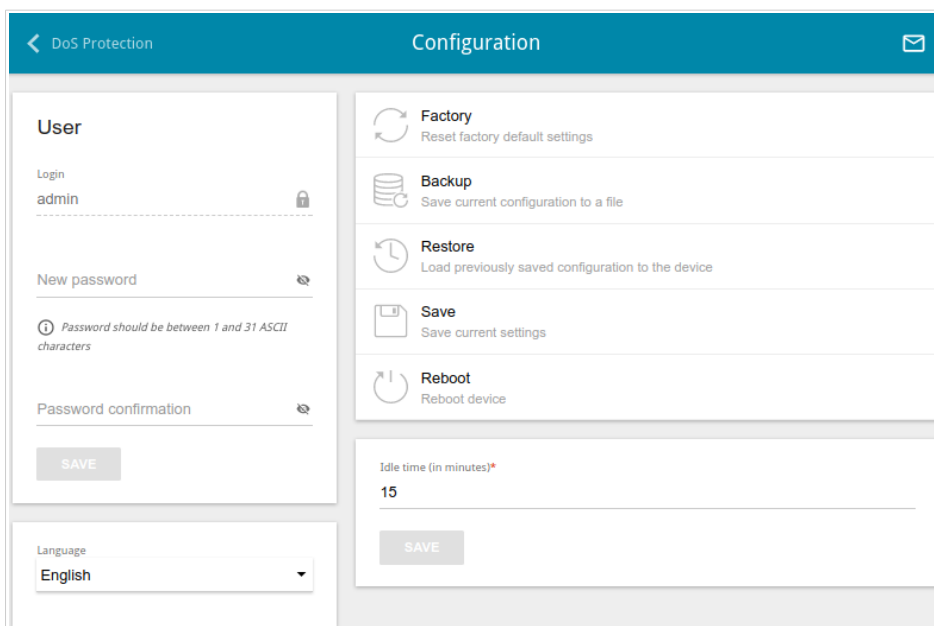 DoS Protection
Configuration
User
Login
admin
New password
Password should be between 1 and 31 ASCII
characters
Password confirmation
SAVE
Language
English
Factory
Reset factory default settings
Backup
Save current configuration to a file
Restore
Load previously saved configuration to the device
Save
Save current settings
Reboot
Reboot device
Idle time (in minutes)*
15
SAVE